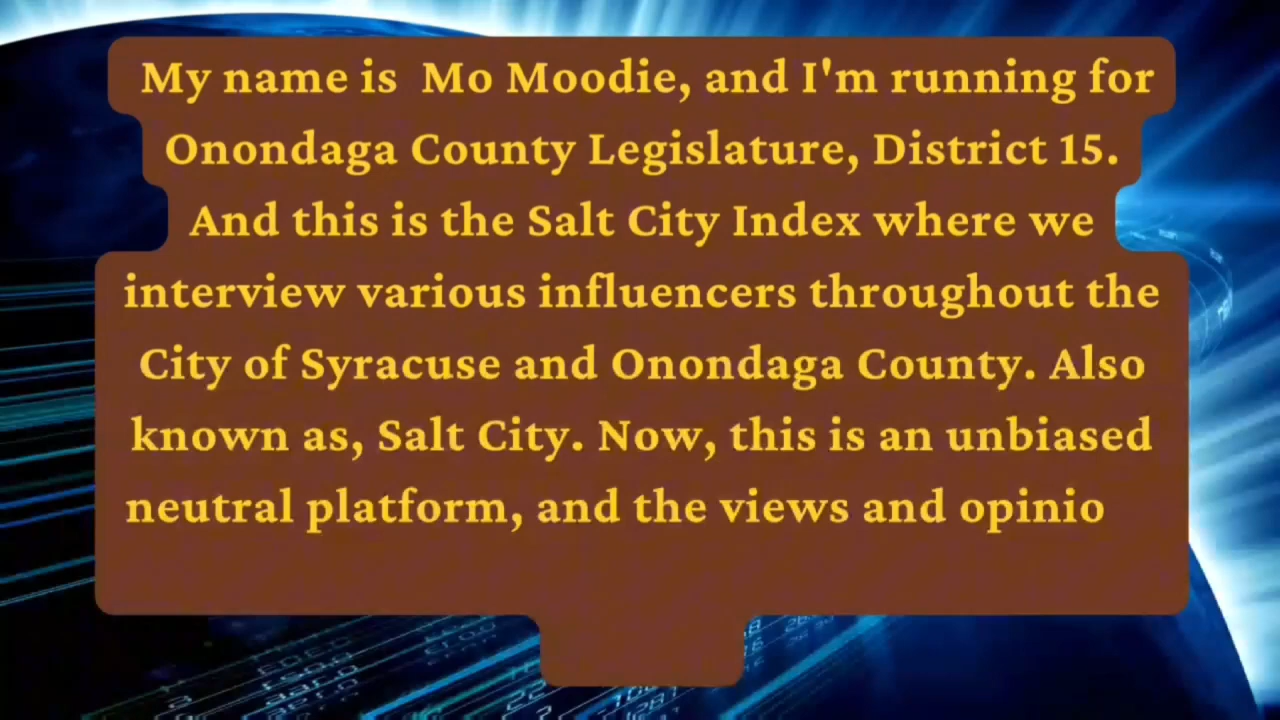 My name is  Mo Moodie, and I'm running for
Onondaga County Legislature, District 15.
And this is the Salt City Index where we
interview various influencers throughout the
City of Syracuse and Onondaga County. Also
known as, Salt City. Now, this is an unbiased
neutral platform, and the views and opinio